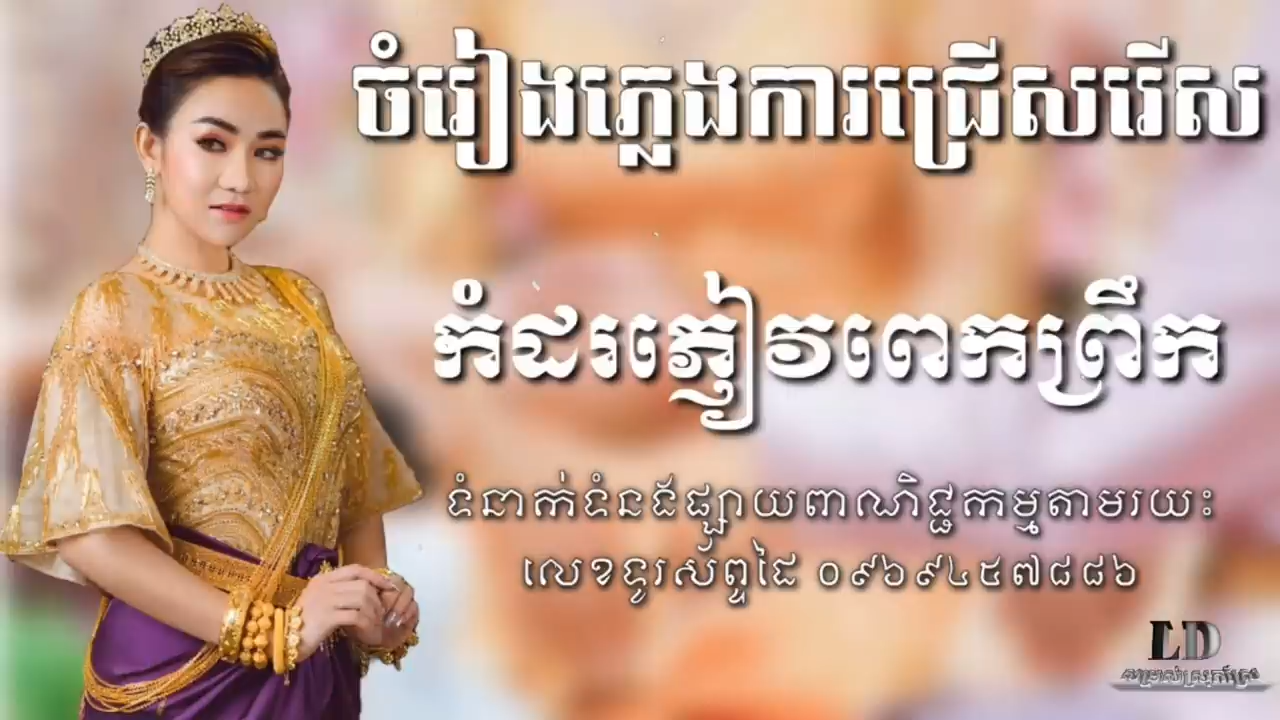 ចំរៀងភ្លេងការជ្រើសរើស
កំដរភ្ញៀវពេកព្រឹក
ទំនាក់ទំនងផ្សាយពាណិជ្ជកម្មតាមរយះ
លេខទូរស័ព្ទដៃ ០៩៦៩៤៥៧៨៨៦
LD